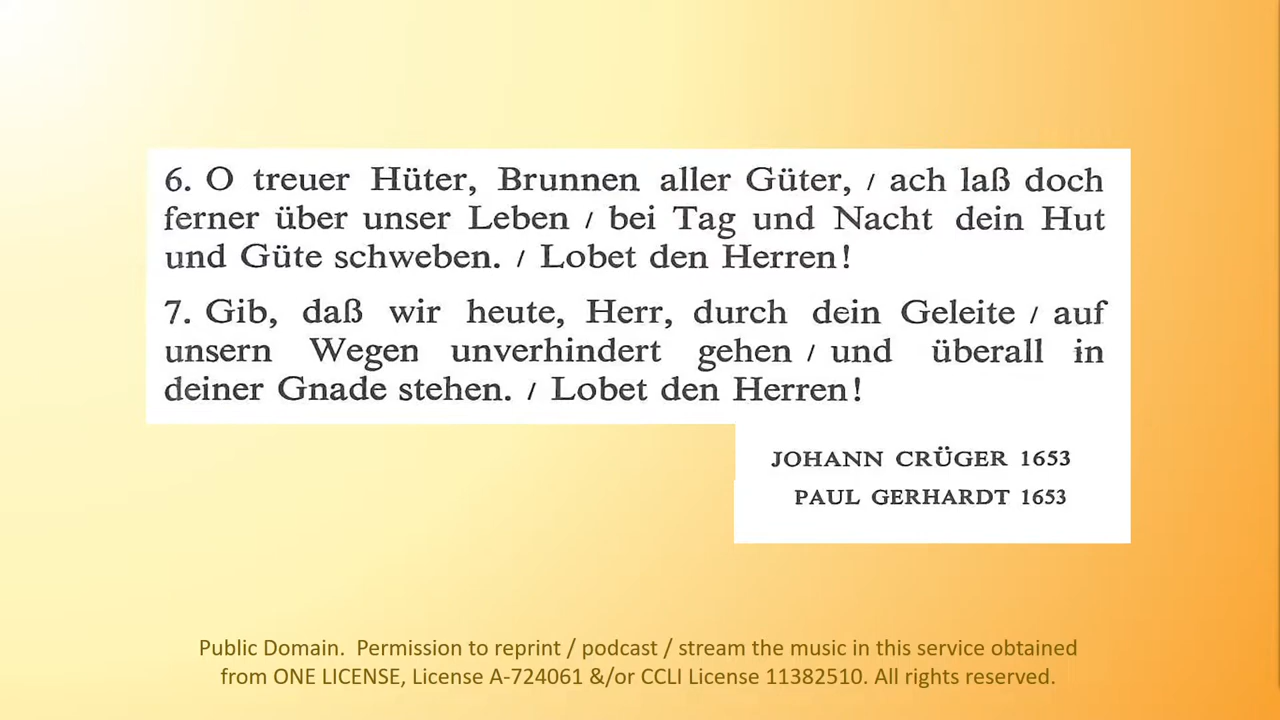 6. O treuer Hüter, Brunnen aller Güter, / ach laß doch
ferner über unser Leben / bei Tag und Nacht dein Hut
und Güte schweben. / Lobet den Herren!
7. Gib, daß wir heute, Herr, durch dein Geleite / auf
unsern Wegen unverhindert gehen / und überall in
deiner Gnade stehen. / Lobet den Herren!
JOHANN CRÜGER 1653
PAUL GERHARDT 1653
Public Domain.  Permission to reprint / podcast / stream the music in this service obtained
from ONE LICENSE, License A-724061 &/or CCLI License 11382510. All rights reserved.